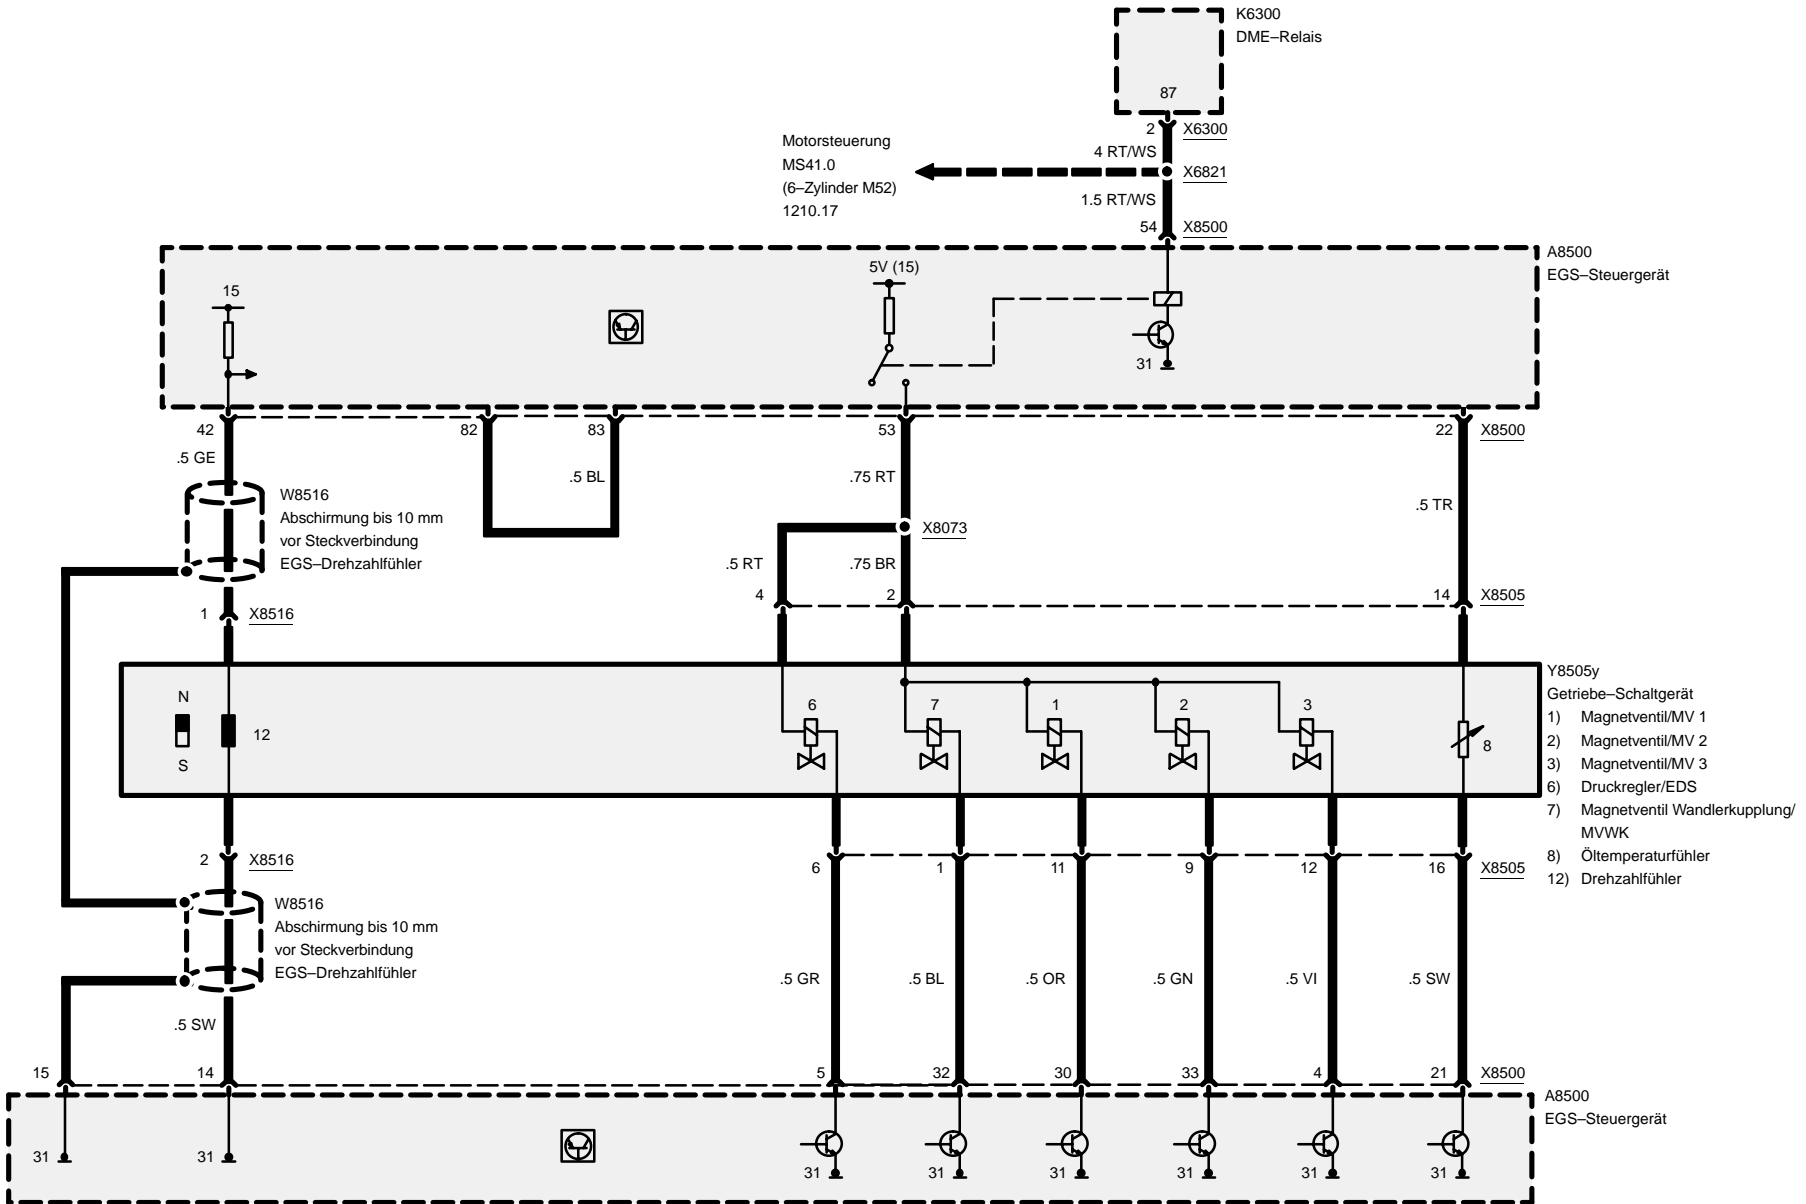 K6300
DME–Relais
87
2
X6300
Motorsteuerung
MS41.0
(6–Zylinder M52)
1210.17
4 RT/WS
X6821
1.5 RT/WS
54
X8500
A8500
EGS–Steuergerät
15
5V (15)
31
42
82
83
53
22
X8500
.5 GE
.5 BL
.75 RT
.5 TR
W8516
Abschirmung bis 10 mm
vor Steckverbindung
EGS–Drehzahlfühler
X8073
.5 RT
.75 BR
1
X8516
4
2
14
X8505
Y8505y
Getriebe–Schaltgerät
1) Magnetventil/MV 1
2) Magnetventil/MV 2
3) Magnetventil/MV 3
6) Druckregler/EDS
7) Magnetventil Wandlerkupplung/
MVWK
8) Öltemperaturfühler
12) Drehzahlfühler
N
S
12
6
7
1
2
3
8
2
X8516
6
1
11
9
12
16
X8505
W8516
Abschirmung bis 10 mm
vor Steckverbindung
EGS–Drehzahlfühler
.5 GR
.5 BL
.5 OR
.5 GN
.5 VI
.5 SW
.5 SW
15
14
5
32
30
33
4
21
X8500
A8500
EGS–Steuergerät
31
31
31
31
31
31
31
31